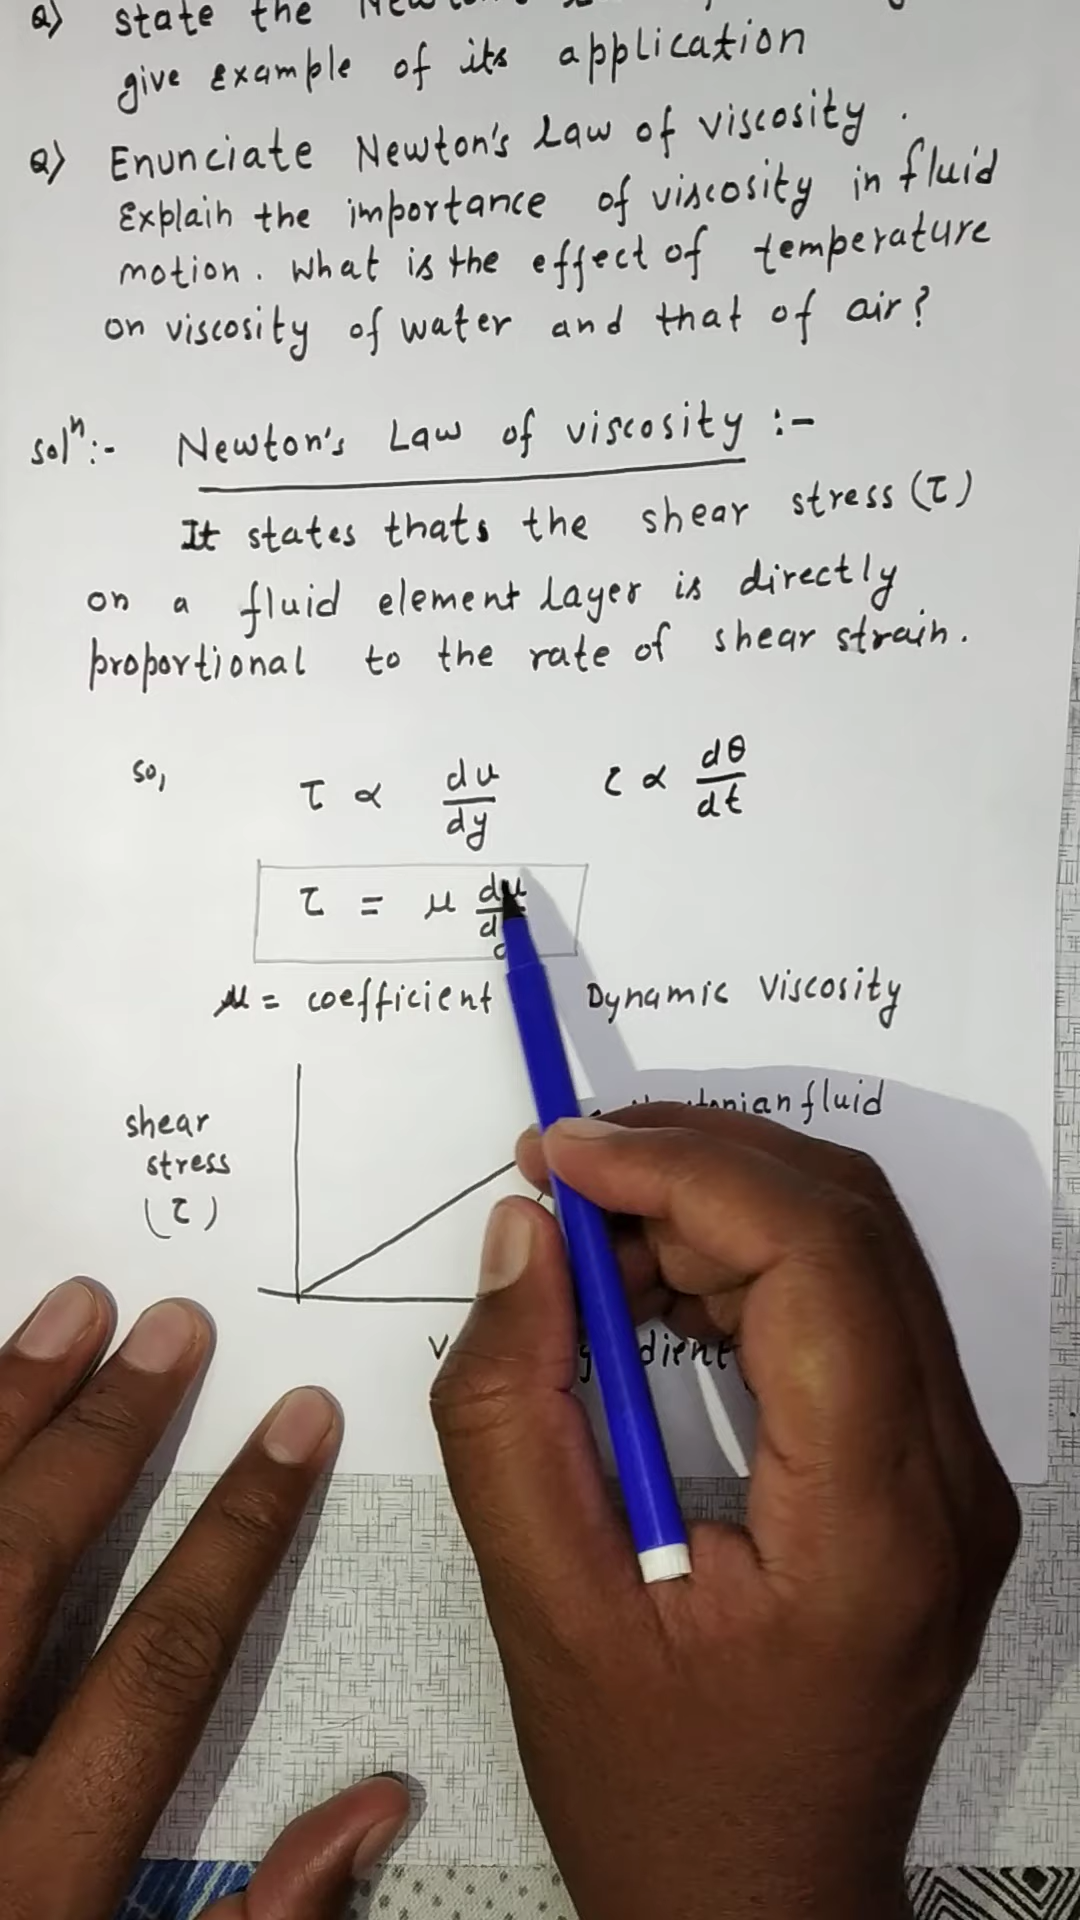 Q) state the
give example of its application
Q) Enunciate Newton's Law of viscosity.
Explain the importance of viscosity in fluid
motion. What is the effect of temperature
on viscosity of water and that of air?
solⁿ:- Newton's Law of viscosity :-
It states thats the shear stress (τ)
on a fluid element layer is directly
proportional to the rate of shear strain.
so, τ ∝ du/dy τ ∝ dθ/dt
τ = μ du/dy
μ = coefficient Dynamic Viscosity
fluid
shear
stress
(τ)